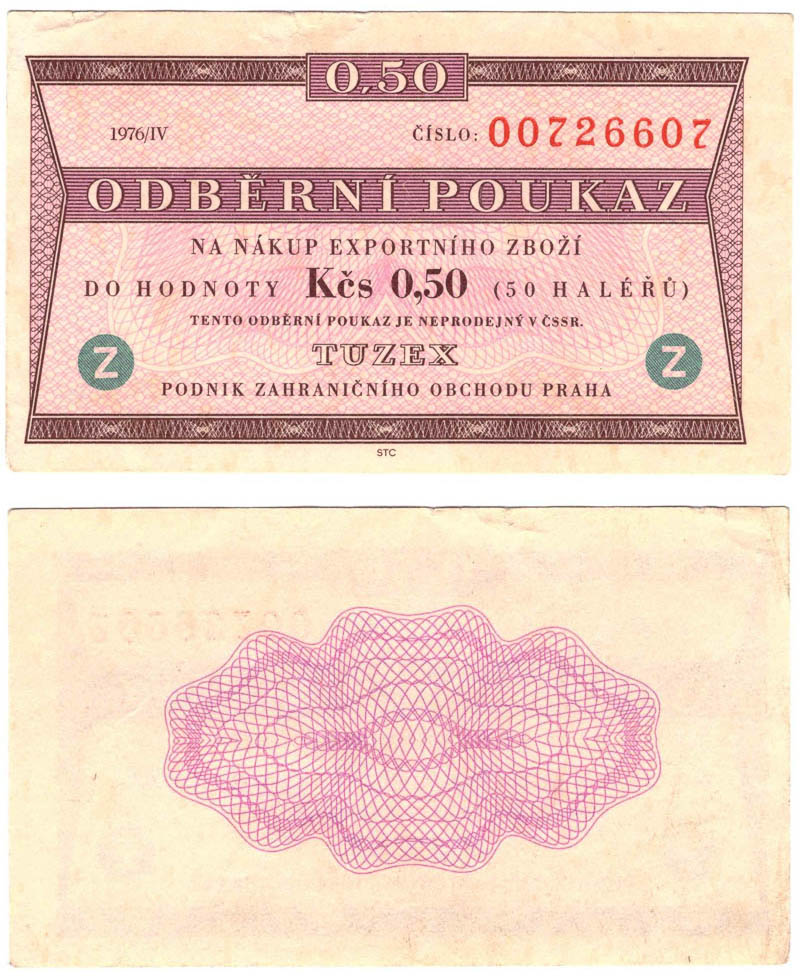 0,50
1976/IV ČÍSLO: 00726607
ODBĚRNÍ POUKAZ
NA NÁKUP EXPORTNÍHO ZBOŽÍ
DO HODNOTY Kčs 0,50 (50 HALÉŘŮ)
TENTO ODBĚRNÍ POUKAZ JE NEPRODEJNÝ V ČSSR.
Z TUZEX Z
PODNIK ZAHRANIČNÍHO OBCHODU PRAHA
STC